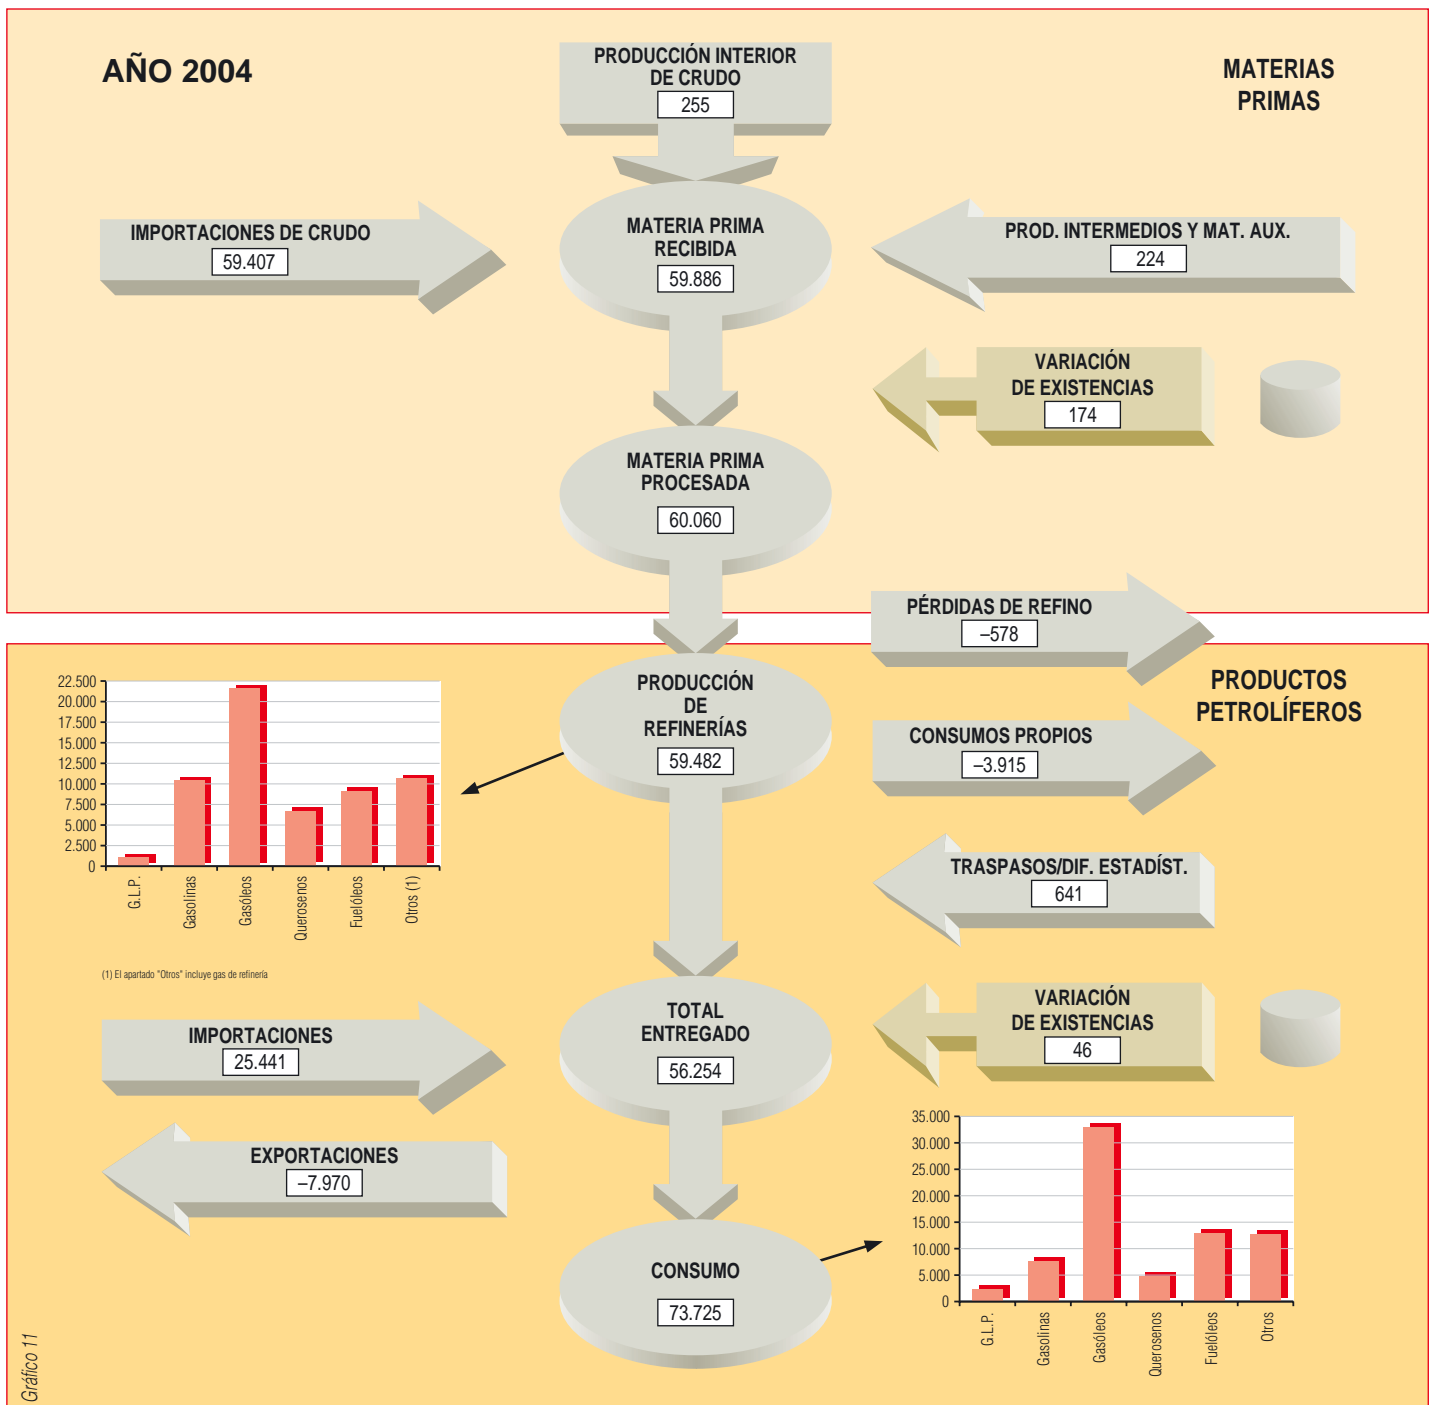 AÑO 2004
PRODUCCIÓN INTERIOR
DE CRUDO
255
MATERIAS
PRIMAS
IMPORTACIONES DE CRUDO
59.407
MATERIA PRIMA
RECIBIDA
59.886
PROD. INTERMEDIOS Y MAT. AUX.
224
VARIACIÓN
DE EXISTENCIAS
174
MATERIA PRIMA
PROCESADA
60.060
PÉRDIDAS DE REFINO
–578
PRODUCTOS
PETROLÍFEROS
PRODUCCIÓN
DE
REFINERÍAS
59.482
CONSUMOS PROPIOS
–3.915
22.500
20.000
17.500
15.000
12.500
10.000
7.500
5.000
2.500
0
G.L.P.
Gasolinas
Gasóleos
Querosenos
Fuelóleos
Otros (1)
(1) El apartado "Otros" incluye gas de refinería
TRASPASOS/DIF. ESTADÍST.
641
TOTAL
ENTREGADO
56.254
VARIACIÓN
DE EXISTENCIAS
46
IMPORTACIONES
25.441
EXPORTACIONES
–7.970
CONSUMO
73.725
35.000
30.000
25.000
20.000
15.000
10.000
5.000
0
G.L.P.
Gasolinas
Gasóleos
Querosenos
Fuelóleos
Otros
Gráfico 11